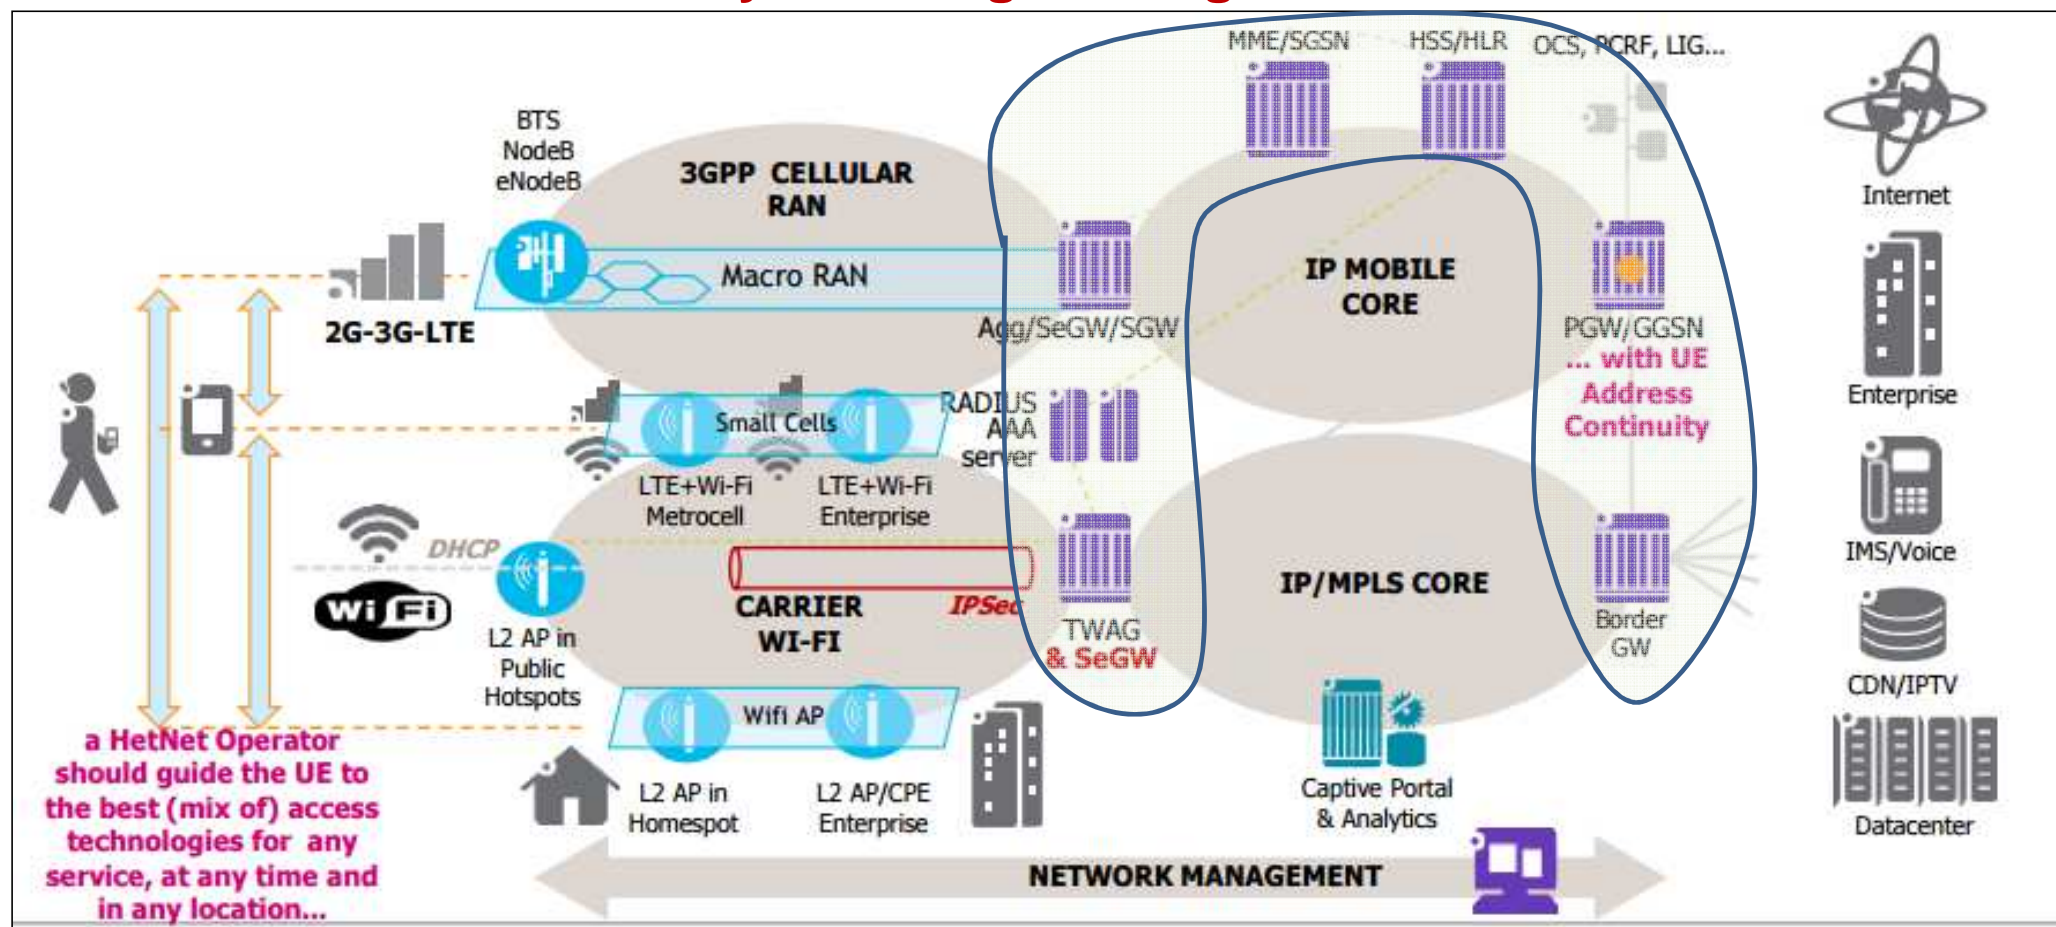 MME/SGSN
HSS/HLR
OCS, PCRF, LIG...
BTS
NodeB
eNodeB
3GPP CELLULAR
RAN
Macro RAN
2G-3G-LTE
Agg/SeGW/SGW
IP MOBILE
CORE
PGW/GGSN
... with UE
Address
Continuity
Internet
Enterprise
Small Cells
RADIUS
AAA
server
LTE+Wi-Fi
Metrocell
LTE+Wi-Fi
Enterprise
DHCP
Wi Fi
L2 AP in
Public
Hotspots
CARRIER
WI-FI
IPSec
TWAG
& SeGW
IP/MPLS CORE
Border
GW
IMS/Voice
CDN/IPTV
Wifi AP
L2 AP in
Homespot
L2 AP/CPE
Enterprise
Captive Portal
& Analytics
Datacenter
a HetNet Operator
should guide the UE to
the best (mix of) access
technologies for any
service, at any time and
in any location...
NETWORK MANAGEMENT